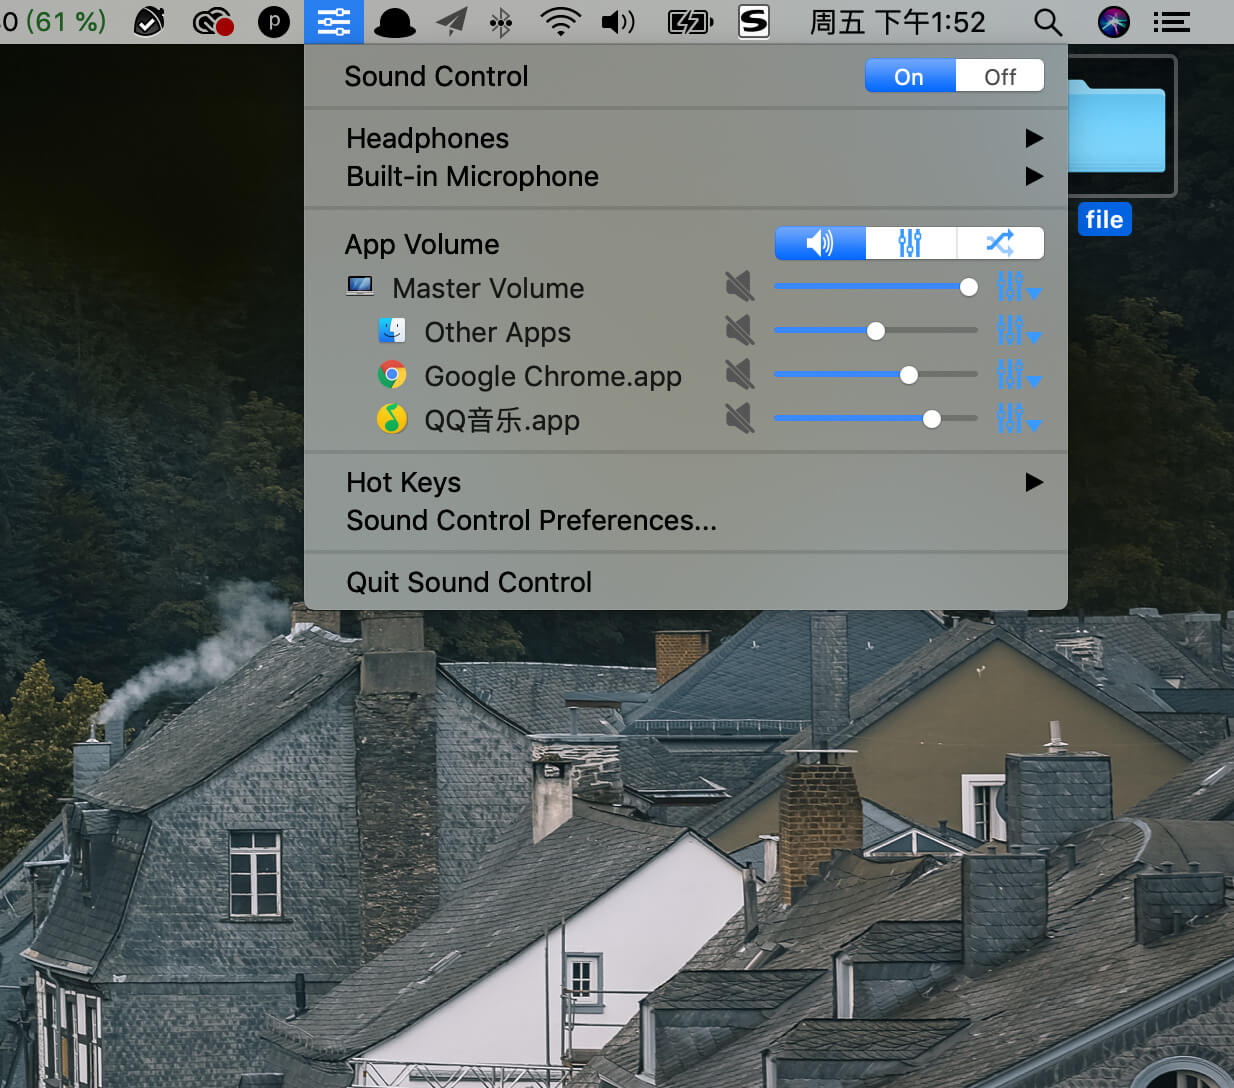 0 (61 %)
p
S
周五 下午1:52
Sound Control
On
Off
file
Headphones
Built-in Microphone
App Volume
Master Volume
Other Apps
Google Chrome.app
QQ音乐.app
Hot Keys
Sound Control Preferences...
Quit Sound Control